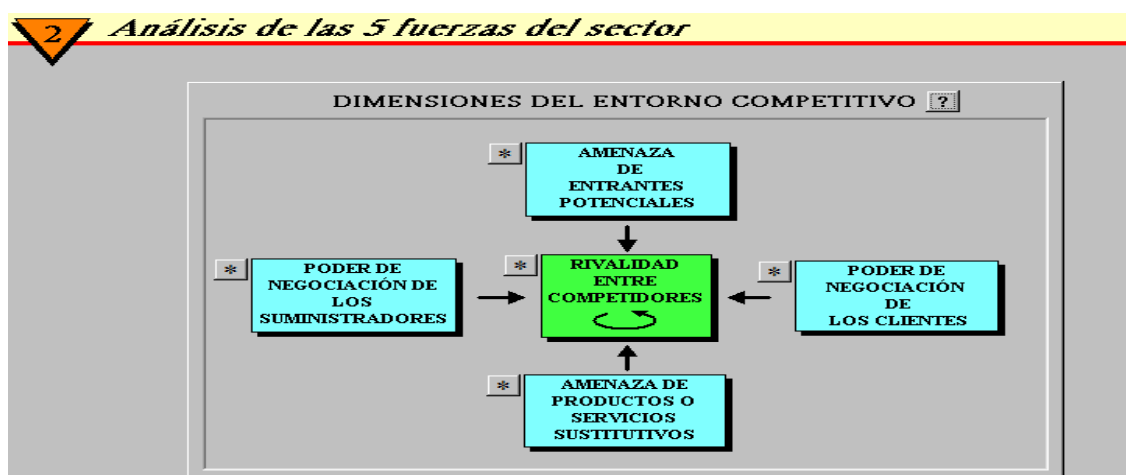 2 Análisis de las 5 fuerzas del sector
DIMENSIONES DEL ENTORNO COMPETITIVO ?
* AMENAZA
DE
ENTRANTES
POTENCIALES
* PODER DE
NEGOCIACIÓN DE
LOS
SUMINISTRADORES
* RIVALIDAD
ENTRE
COMPETIDORES
* PODER DE
NEGOCIACIÓN
DE
LOS CLIENTES
* AMENAZA DE
PRODUCTOS O
SERVICIOS
SUSTITUTIVOS